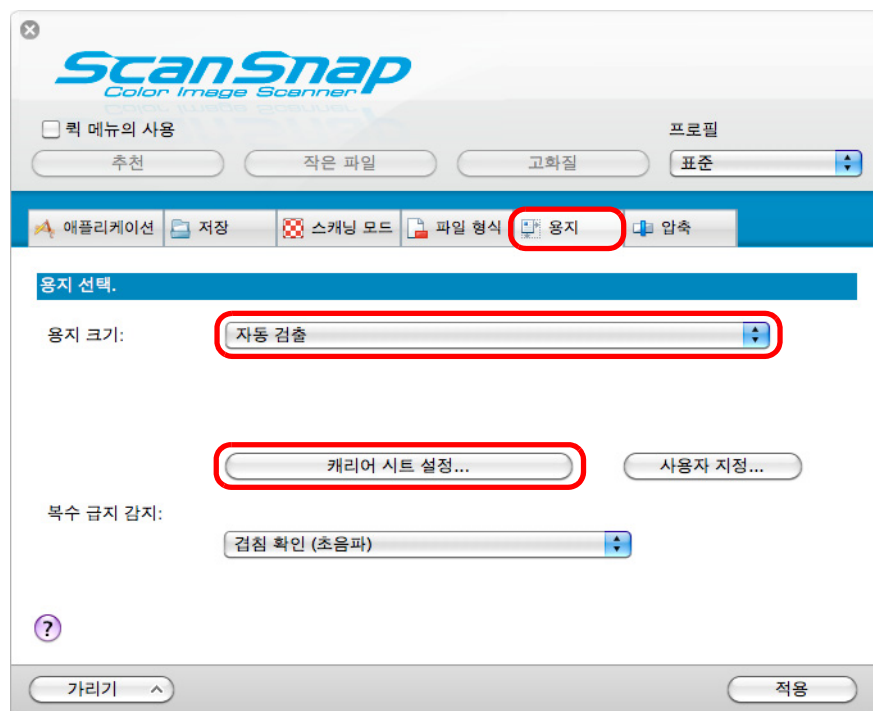 ScanSnap
Color Image Scanner
퀵 메뉴의 사용
프로필
추천 작은 파일 고화질 표준
애플리케이션 저장 스캐닝 모드 파일 형식 용지 압축
용지 선택.
용지 크기: 자동 검출
캐리어 시트 설정... 사용자 지정...
복수 급지 감지:
겹침 확인 (초음파)
?
가리기 적용